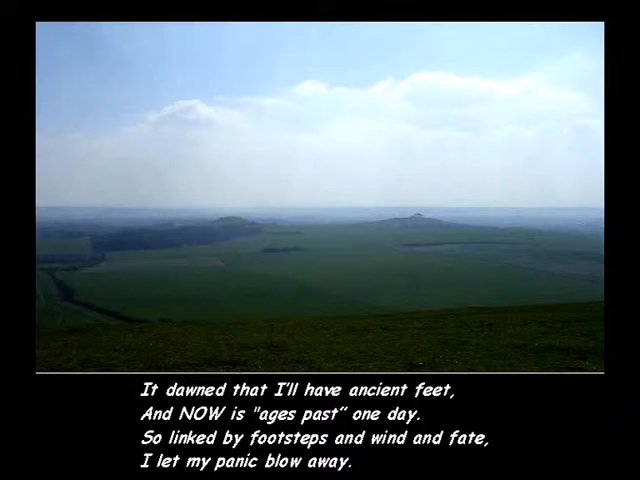 It dawned that I'll have ancient feet,
And NOW is "ages past" one day.
So linked by footsteps and wind and fate,
I let my panic blow away.